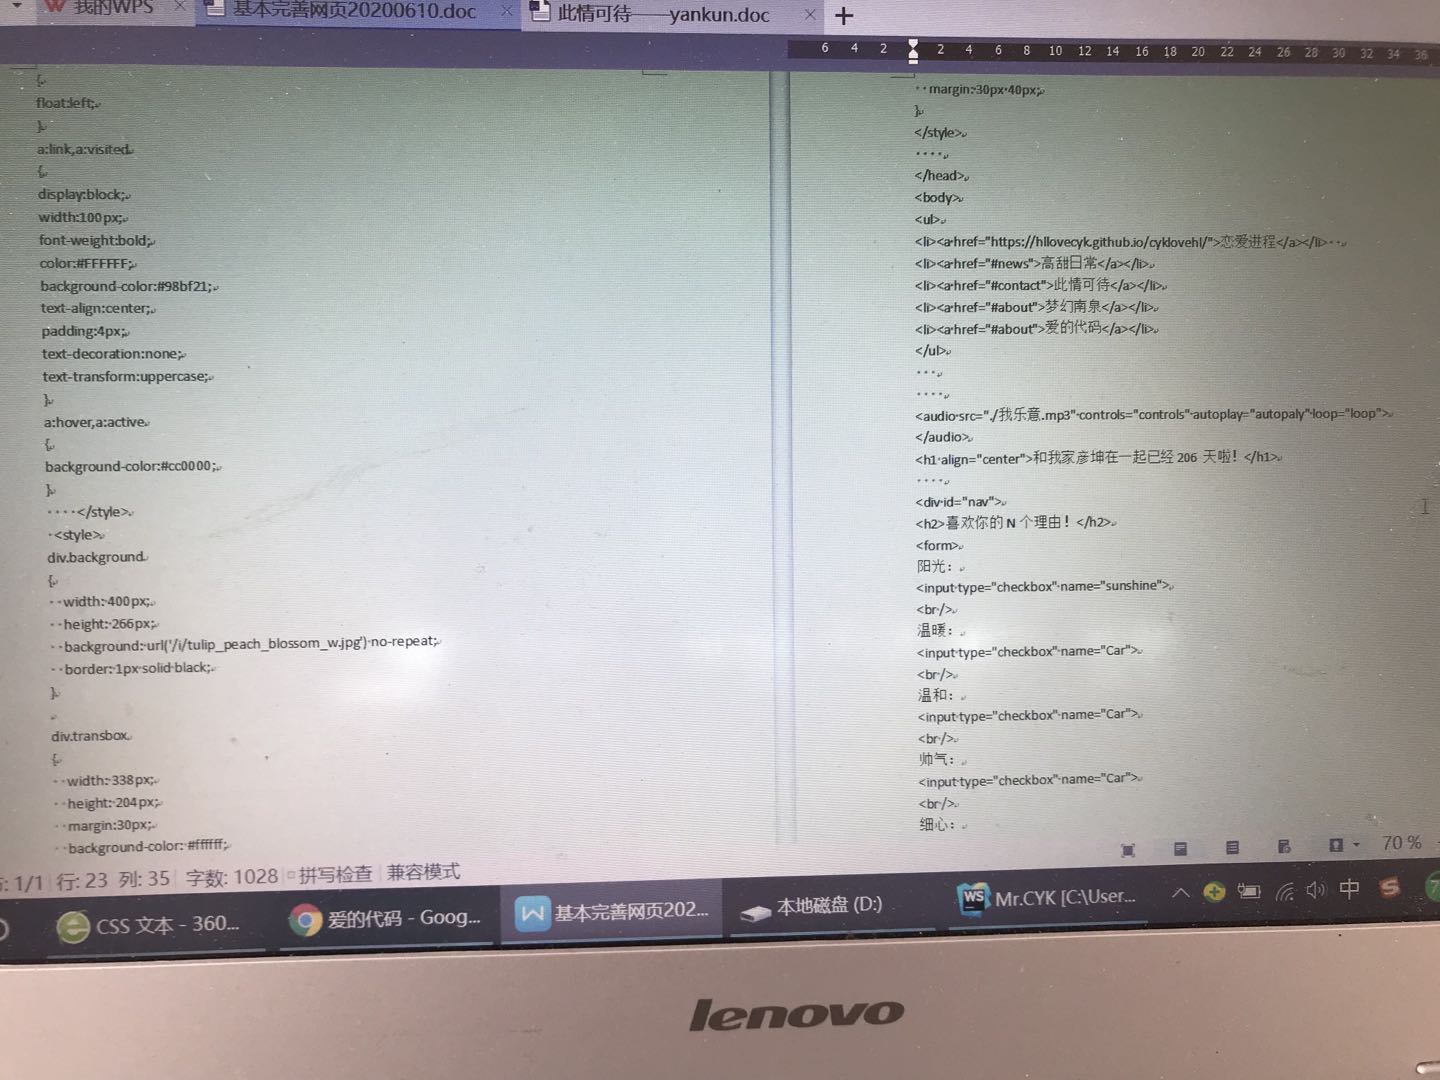 我的WPS
基本完善网页20200610.doc
此情可待——yankun.doc
6 4 2 2 4 6 8 10 12 14 16 18 20 22 24 26 28 30 32 34 36
{
float:left;
}
a:link,a:visited
{
display:block;
width:100px;
font-weight:bold;
color:#FFFFFF;
background-color:#98bf21;
text-align:center;
padding:4px;
text-decoration:none;
text-transform:uppercase;
}
a:hover,a:active
{
background-color:#cc0000;
}
</style>
<style>
div.background
{
width: 400px;
height: 266px;
background: url('/i/tulip_peach_blossom_w.jpg') no-repeat;
border: 1px solid black;
}
div.transbox
{
width: 338px;
height: 204px;
margin:30px;
background-color: #ffffff;
margin: 30px 40px;
}
</style>
</head>
<body>
<ul>
<li><a href="https://hllovecyk.github.io/cyklovehl/">恋爱进程</a></li>
<li><a href="#news">高甜日常</a></li>
<li><a href="#contact">此情可待</a></li>
<li><a href="#about">梦幻南泉</a></li>
<li><a href="#about">爱的代码</a></li>
</ul>
<audio src="./我乐意.mp3" controls="controls" autoplay="autopaly" loop="loop">
</audio>
<h1 align="center">和我家彦坤在一起已经 206 天啦！</h1>
<div id="nav">
<h2>喜欢你的 N 个理由！</h2>
<form>
阳光：
<input type="checkbox" name="sunshine">
<br />
温暖：
<input type="checkbox" name="Car">
<br />
温和：
<input type="checkbox" name="Car">
<br />
帅气：
<input type="checkbox" name="Car">
<br />
细心：
70 %
: 1/1 行: 23 列: 35 字数: 1028 拼写检查 兼容模式
CSS 文本 - 360...
爱的代码 - Goog...
基本完善网页202...
本地磁盘 (D:)
WS Mr.CYK [C:\User...
中
lenovo